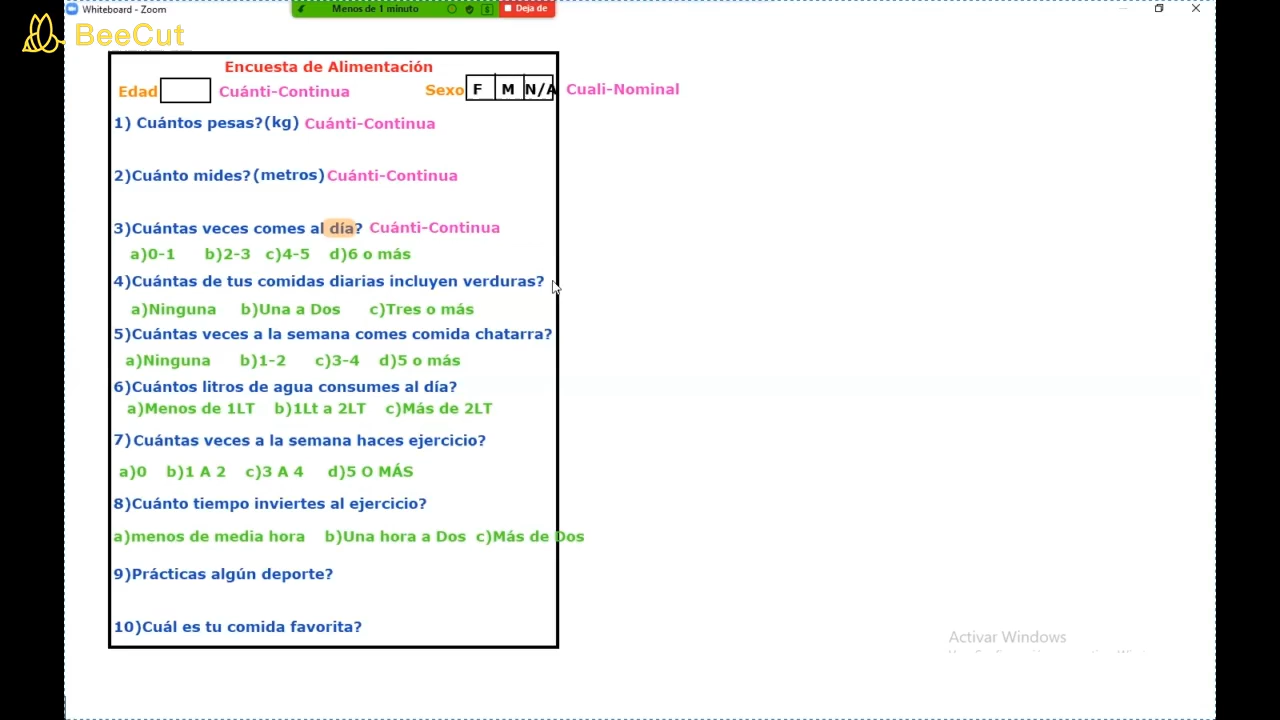 Whiteboard - Zoom
Menos de 1 minuto
Deja de
BeeCut
Encuesta de Alimentación
Edad Cuánti-Continua Sexo F M N/A Cuali-Nominal
1) Cuántos pesas?(kg) Cuánti-Continua
2)Cuánto mides?(metros) Cuánti-Continua
3)Cuántas veces comes al día? Cuánti-Continua
a)0-1 b)2-3 c)4-5 d)6 o más
4)Cuántas de tus comidas diarias incluyen verduras?
a)Ninguna b)Una a Dos c)Tres o más
5)Cuántas veces a la semana comes comida chatarra?
a)Ninguna b)1-2 c)3-4 d)5 o más
6)Cuántos litros de agua consumes al día?
a)Menos de 1LT b)1Lt a 2LT c)Más de 2LT
7)Cuántas veces a la semana haces ejercicio?
a)0 b)1 A 2 c)3 A 4 d)5 O MÁS
8)Cuánto tiempo inviertes al ejercicio?
a)menos de media hora b)Una hora a Dos c)Más de Dos
9)Prácticas algún deporte?
10)Cuál es tu comida favorita?
Activar Windows